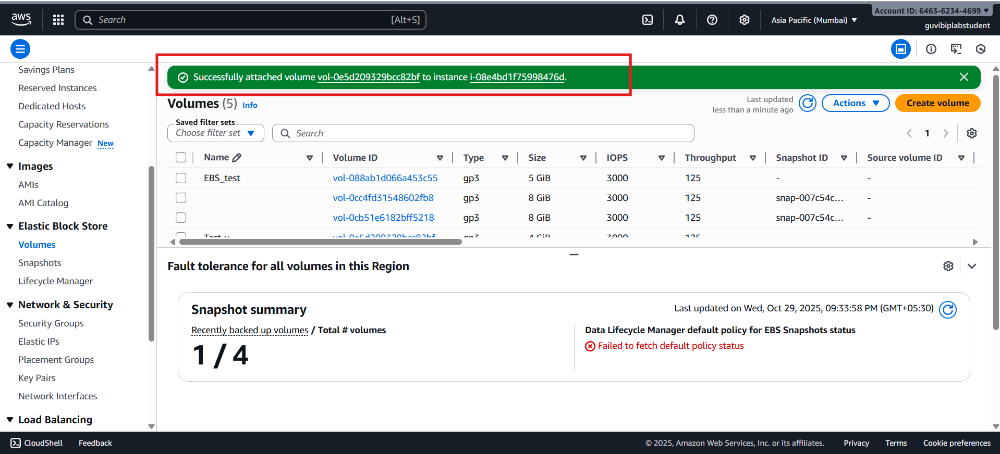 aws
Search [Alt+S]
Asia Pacific (Mumbai)
Account ID: 6463-6234-4699
guvibiplabstudent
Savings Plans
Reserved Instances
Dedicated Hosts
Capacity Reservations
Capacity Manager New
Images
AMIs
AMI Catalog
Elastic Block Store
Volumes
Snapshots
Lifecycle Manager
Network & Security
Security Groups
Elastic IPs
Placement Groups
Key Pairs
Network Interfaces
Load Balancing
Successfully attached volume vol-0e5d209329bcc82bf to instance i-08e4bd1f75998476d.
Volumes (5) Info
Last updated
less than a minute ago
Actions
Create volume
Saved filter sets
Choose filter set
Search
1
Name Volume ID Type Size IOPS Throughput Snapshot ID Source volume ID
EBS_test vol-088ab1d066a453c55 gp3 5 GiB 3000 125 - -
vol-0cc4fd31548602fb8 gp3 8 GiB 3000 125 snap-007c54c... -
vol-0cb51e6182bff5218 gp3 8 GiB 3000 125 snap-007c54c... -
vol-0e5d209329bcc82bf gp3 4 GiB 3000 125
Fault tolerance for all volumes in this Region
Snapshot summary
Last updated on Wed, Oct 29, 2025, 09:33:58 PM (GMT+05:30)
Recently backed up volumes / Total # volumes
1 / 4
Data Lifecycle Manager default policy for EBS Snapshots status
Failed to fetch default policy status
CloudShell Feedback
© 2025, Amazon Web Services, Inc. or its affiliates. Privacy Terms Cookie preferences